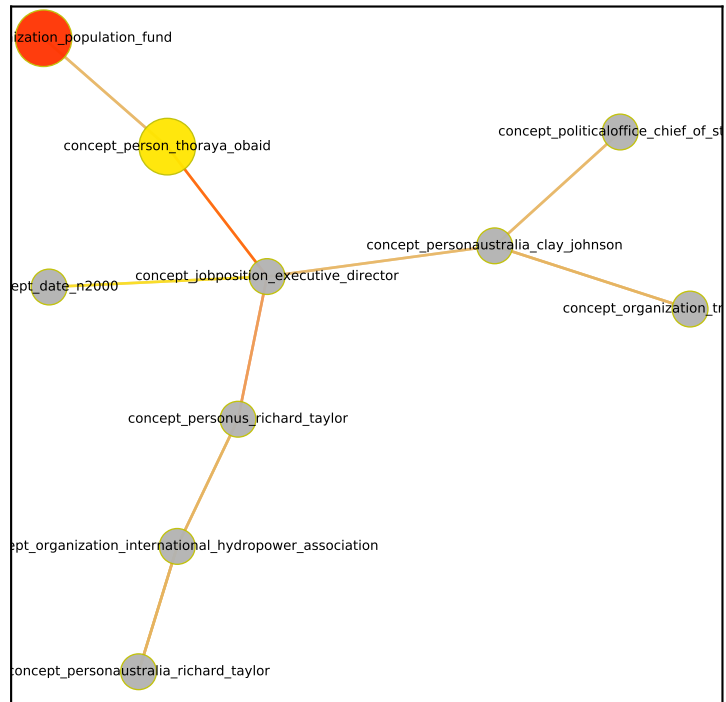 ization_population_fund
concept_politicaloffice_chief_of_st
concept_person_thoraya_obaid
concept_personaustralia_clay_johnson
concept_jobposition_executive_director
ept_date_n2000
concept_organization_tr
concept_personus_richard_taylor
ept_organization_international_hydropower_association
concept_personaustralia_richard_taylor